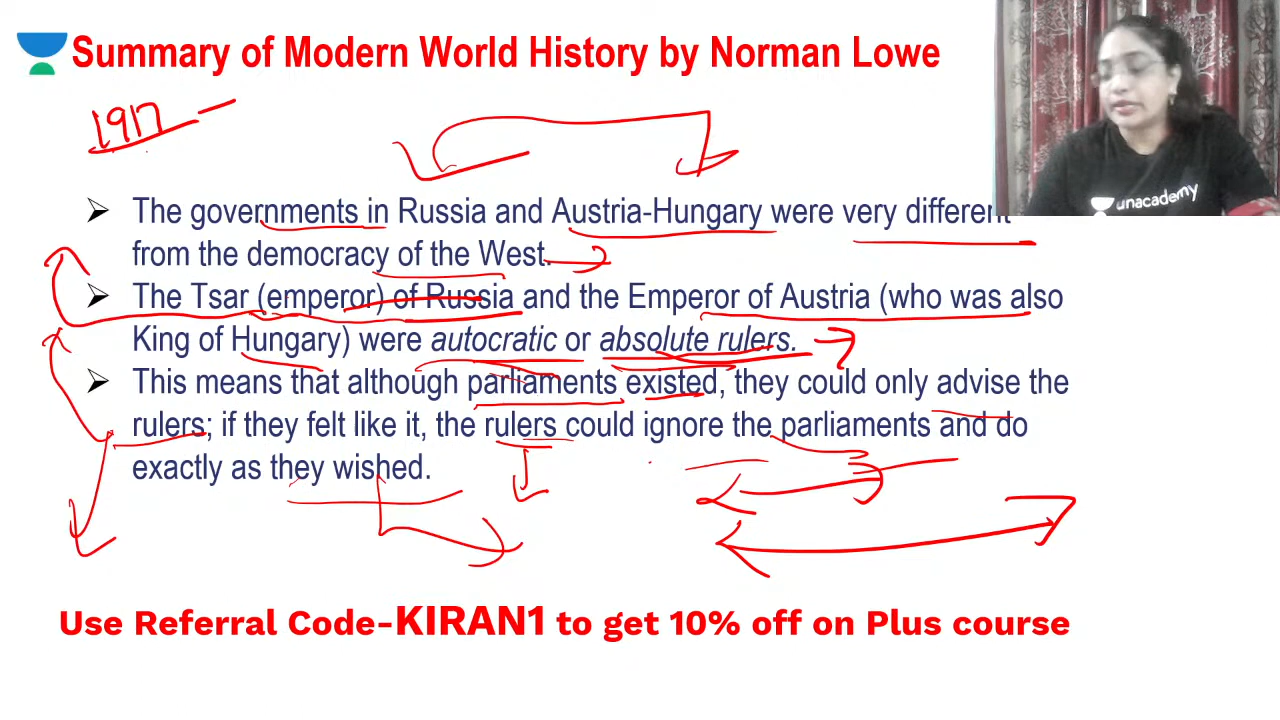 Summary of Modern World History by Norman Lowe
1917
unacademy
➤ The governments in Russia and Austria-Hungary were very different
from the democracy of the West.
➤ The Tsar (emperor) of Russia and the Emperor of Austria (who was also
King of Hungary) were autocratic or absolute rulers.
➤ This means that although parliaments existed, they could only advise the
rulers; if they felt like it, the rulers could ignore the parliaments and do
exactly as they wished.
Use Referral Code-KIRAN1 to get 10% off on Plus course